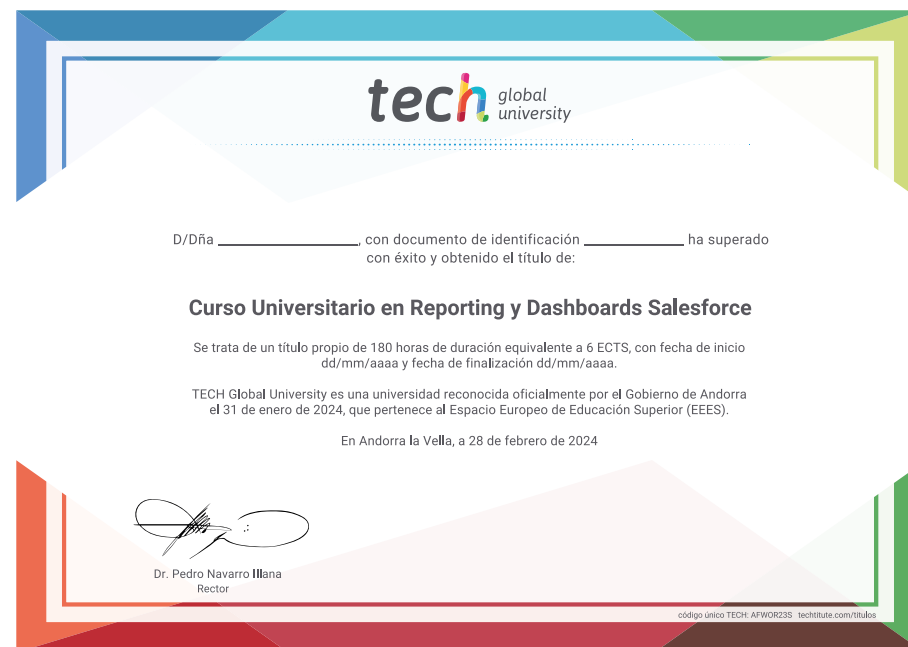 tech global university
D/Dña ____________________, con documento de identificación ______________ ha superado
con éxito y obtenido el título de:
Curso Universitario en Reporting y Dashboards Salesforce
Se trata de un título propio de 180 horas de duración equivalente a 6 ECTS, con fecha de inicio
dd/mm/aaaa y fecha de finalización dd/mm/aaaa.
TECH Global University es una universidad reconocida oficialmente por el Gobierno de Andorra
el 31 de enero de 2024, que pertenece al Espacio Europeo de Educación Superior (EEES).
En Andorra la Vella, a 28 de febrero de 2024
Dr. Pedro Navarro Illana
Rector
código único TECH: AFWOR23S techtitute.com/titulos